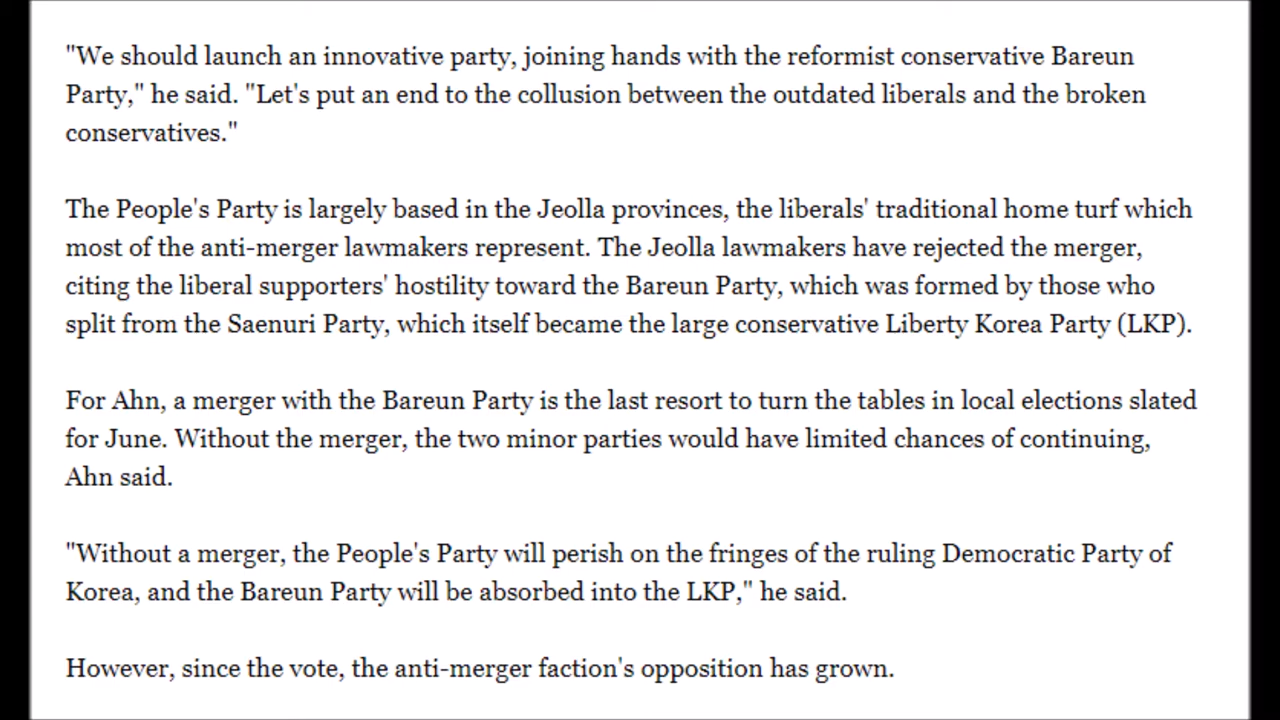 "We should launch an innovative party, joining hands with the reformist conservative Bareun
Party," he said. "Let's put an end to the collusion between the outdated liberals and the broken
conservatives."
The People's Party is largely based in the Jeolla provinces, the liberals' traditional home turf which
most of the anti-merger lawmakers represent. The Jeolla lawmakers have rejected the merger,
citing the liberal supporters' hostility toward the Bareun Party, which was formed by those who
split from the Saenuri Party, which itself became the large conservative Liberty Korea Party (LKP).
For Ahn, a merger with the Bareun Party is the last resort to turn the tables in local elections slated
for June. Without the merger, the two minor parties would have limited chances of continuing,
Ahn said.
"Without a merger, the People's Party will perish on the fringes of the ruling Democratic Party of
Korea, and the Bareun Party will be absorbed into the LKP," he said.
However, since the vote, the anti-merger faction's opposition has grown.